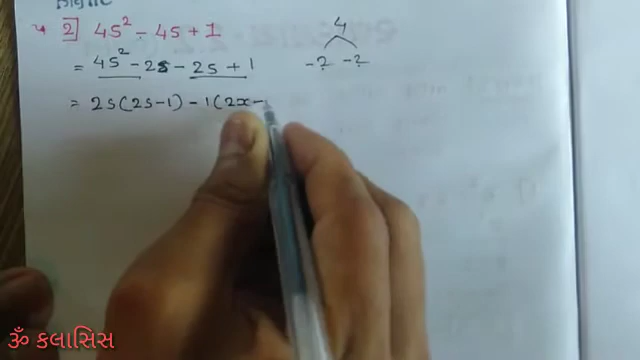 2] 4s² - 4s + 1
4
= 4s² - 2s - 2s + 1
-2 -2
= 2s(2s-1) - 1(2x-
ૐ કલાસિસ